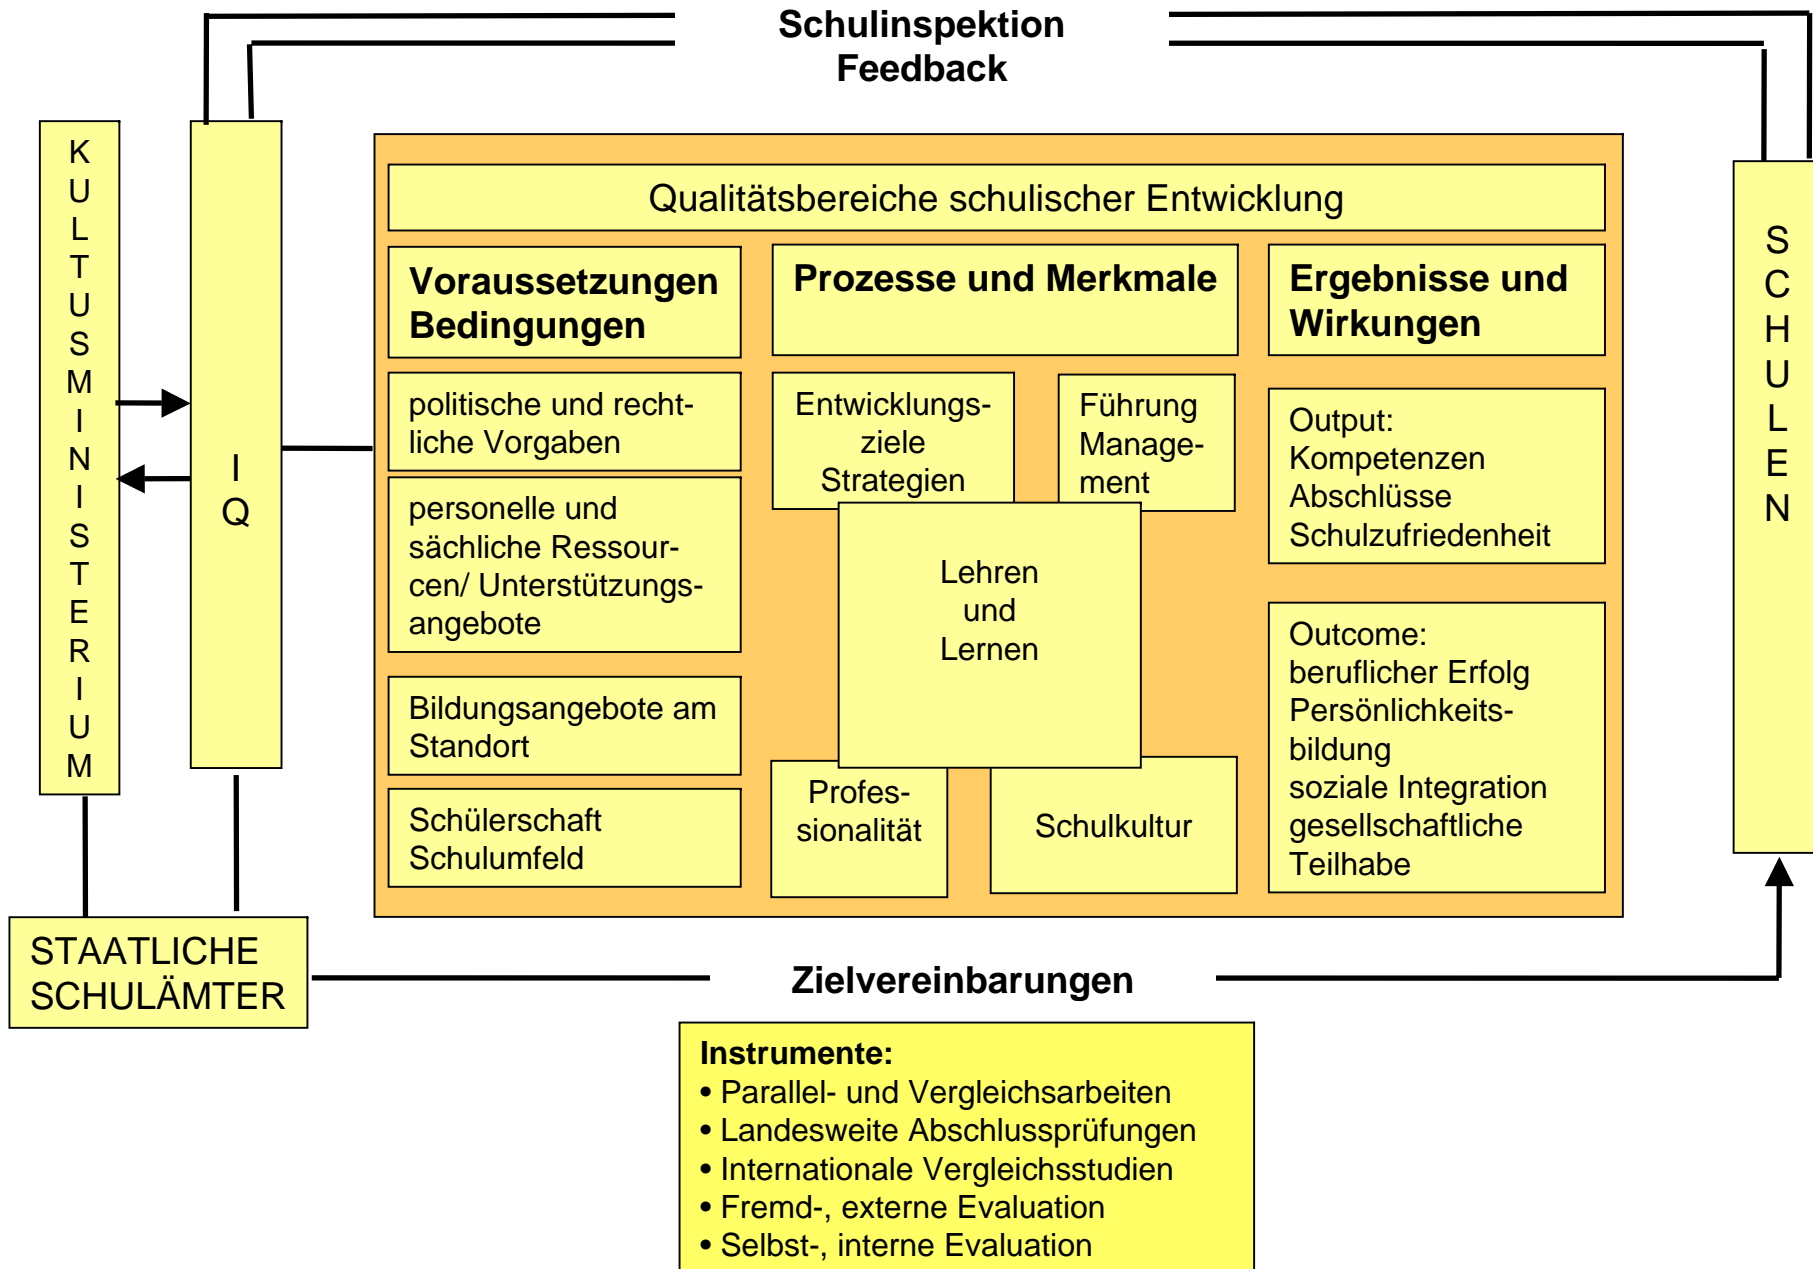 Schulinspektion
Feedback
K
U
L
T
U
S
M
I
N
I
S
T
E
R
I
U
M
I
Q
Qualitätsbereiche schulischer Entwicklung
Voraussetzungen
Bedingungen
politische und recht-
liche Vorgaben
personelle und
sächliche Ressour-
cen/ Unterstützungs-
angebote
Bildungsangebote am
Standort
Schülerschaft
Schulumfeld
Prozesse und Merkmale
Entwicklungs-
ziele
Strategien
Führung
Manage-
ment
Lehren
und
Lernen
Profes-
sionalität
Schulkultur
Ergebnisse und
Wirkungen
Output:
Kompetenzen
Abschlüsse
Schulzufriedenheit
Outcome:
beruflicher Erfolg
Persönlichkeits-
bildung
soziale Integration
gesellschaftliche
Teilhabe
S
C
H
U
L
E
N
STAATLICHE
SCHULÄMTER
Zielvereinbarungen
Instrumente:
• Parallel- und Vergleichsarbeiten
• Landesweite Abschlussprüfungen
• Internationale Vergleichsstudien
• Fremd-, externe Evaluation
• Selbst-, interne Evaluation